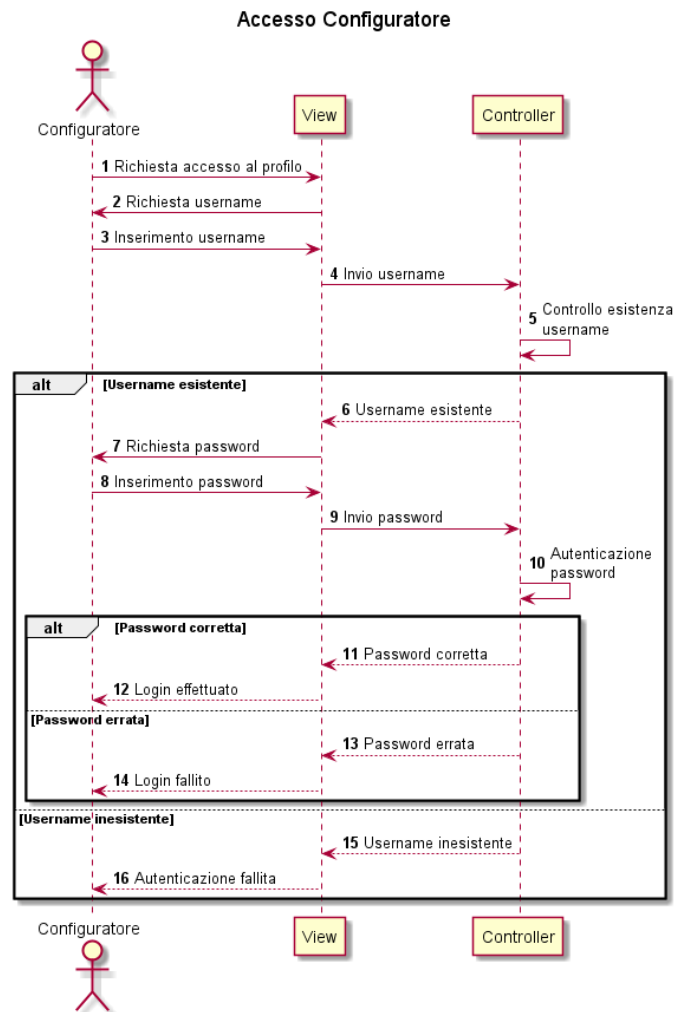 Accesso Configuratore
Configuratore
View
Controller
1 Richiesta accesso al profilo
2 Richiesta username
3 Inserimento username
4 Invio username
5 Controllo esistenza
username
alt [Username esistente]
6 Username esistente
7 Richiesta password
8 Inserimento password
9 Invio password
10 Autenticazione
password
alt [Password corretta]
11 Password corretta
12 Login effettuato
[Password errata]
13 Password errata
14 Login fallito
[Username inesistente]
15 Username inesistente
16 Autenticazione fallita
Configuratore
View
Controller